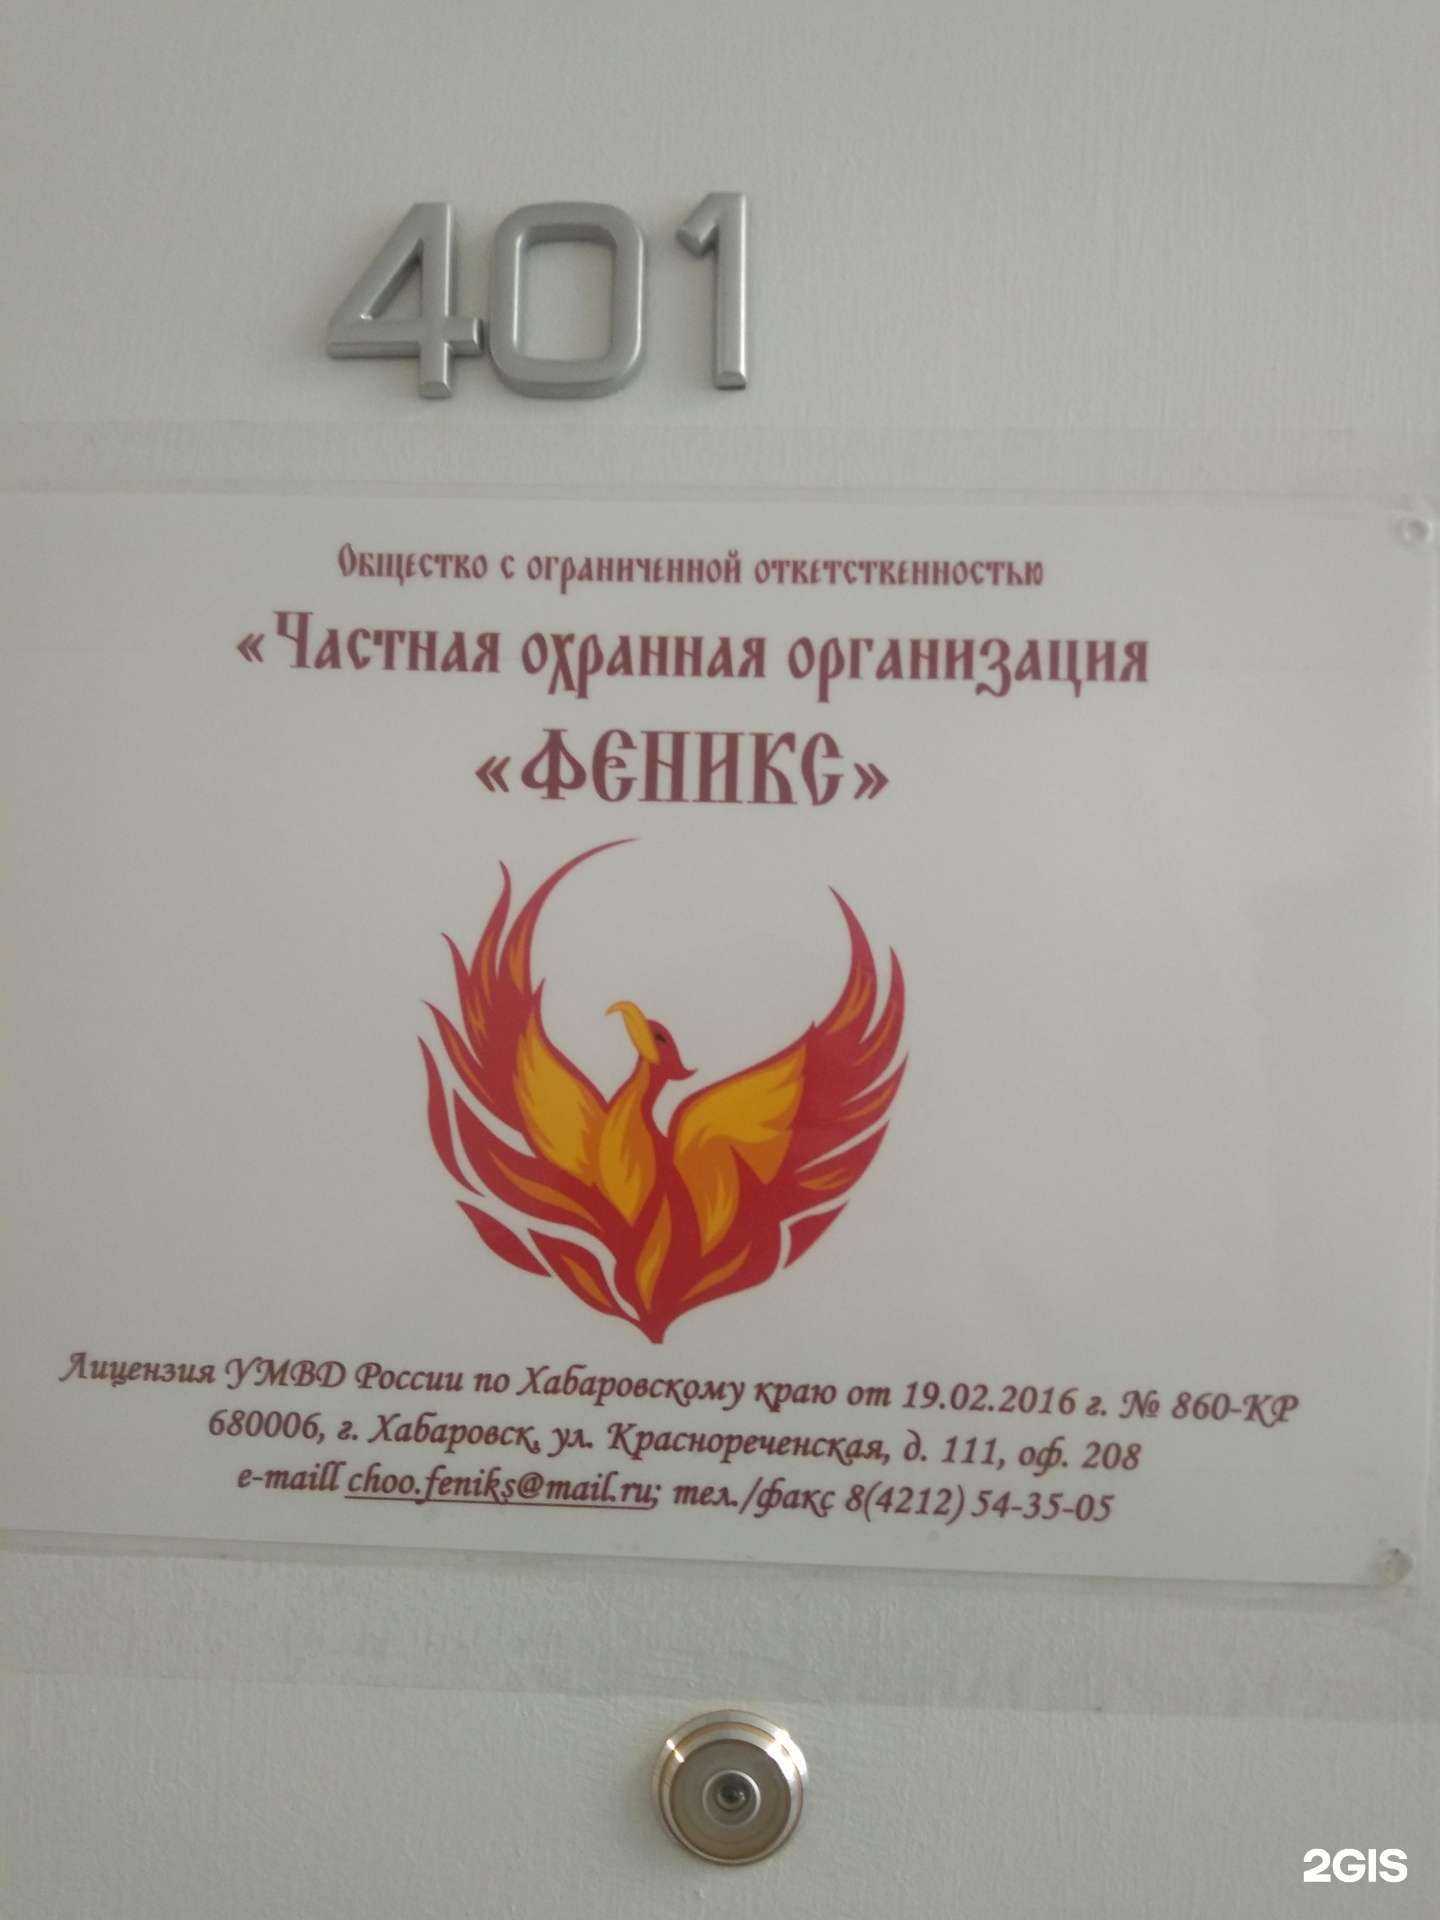 401
Общество с ограниченной ответственностью
«Частная охранная организация
«ФЕНИКС»
Лицензия УМВД России по Хабаровскому краю от 19.02.2016 г. № 860-КР
680006, г. Хабаровск, ул. Краснореченская, д. 111, оф. 208
e-maill choo.feniks@mail.ru; тел./факс 8(4212) 54-35-05
2GIS